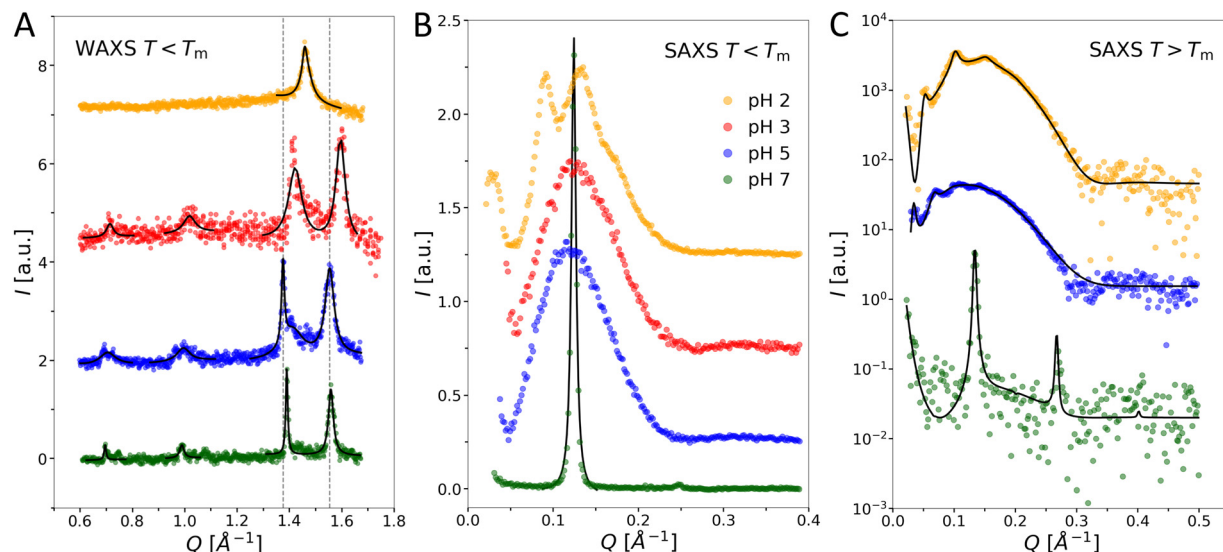 A
WAXS T < Tm
I [a.u.]
8
6
4
2
0
0.6 0.8 1.0 1.2 1.4 1.6 1.8
Q [Å−1]
B
SAXS T < Tm
pH 2
pH 3
pH 5
pH 7
I [a.u.]
2.5
2.0
1.5
1.0
0.5
0.0
0.0 0.1 0.2 0.3 0.4
Q [Å−1]
C
SAXS T > Tm
I [a.u.]
10⁴
10³
10²
10¹
10⁰
10⁻¹
10⁻²
10⁻³
0.0 0.1 0.2 0.3 0.4 0.5
Q [Å−1]